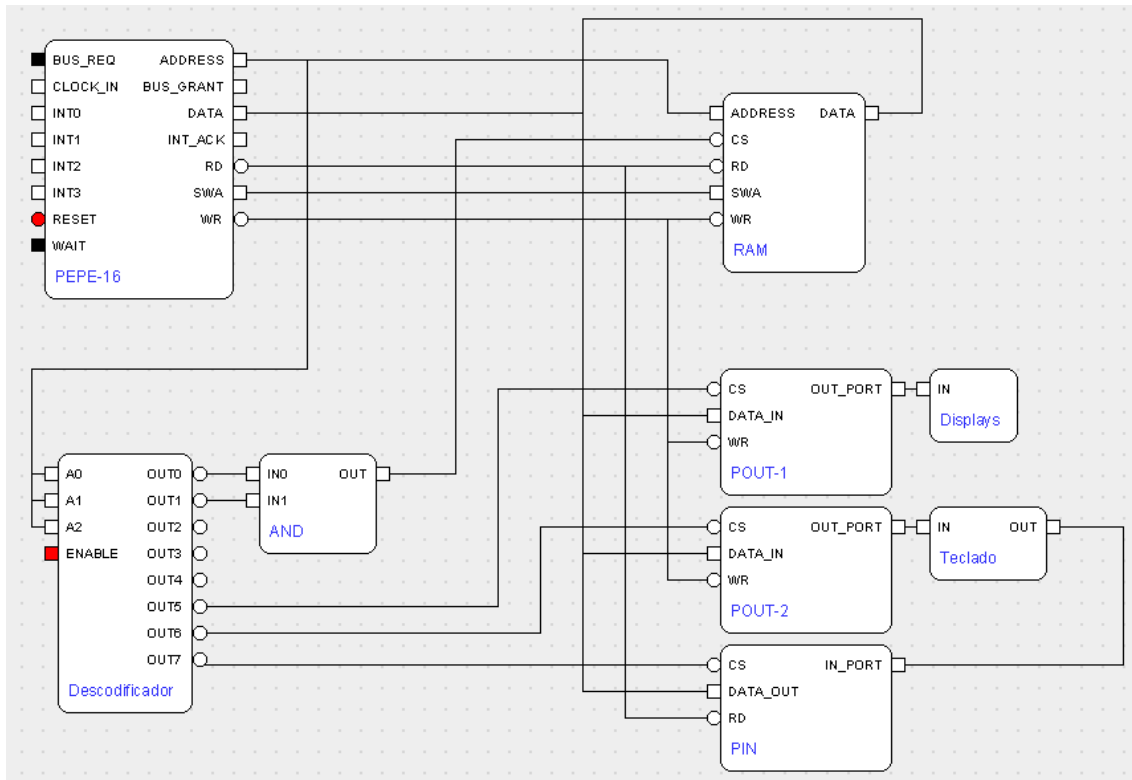 BUS_REQ ADDRESS
CLOCK_IN BUS_GRANT
INT0 DATA
INT1 INT_ACK
INT2 RD
INT3 SWA
RESET WR
WAIT
PEPE-16
ADDRESS DATA
CS
RD
SWA
WR
RAM
A0 OUT0
A1 OUT1
A2 OUT2
ENABLE OUT3
OUT4
OUT5
OUT6
OUT7
Descodificador
IN0 OUT
IN1
AND
CS OUT_PORT
DATA_IN
WR
POUT-1
IN
Displays
CS OUT_PORT
DATA_IN
WR
POUT-2
IN OUT
Teclado
CS IN_PORT
DATA_OUT
RD
PIN